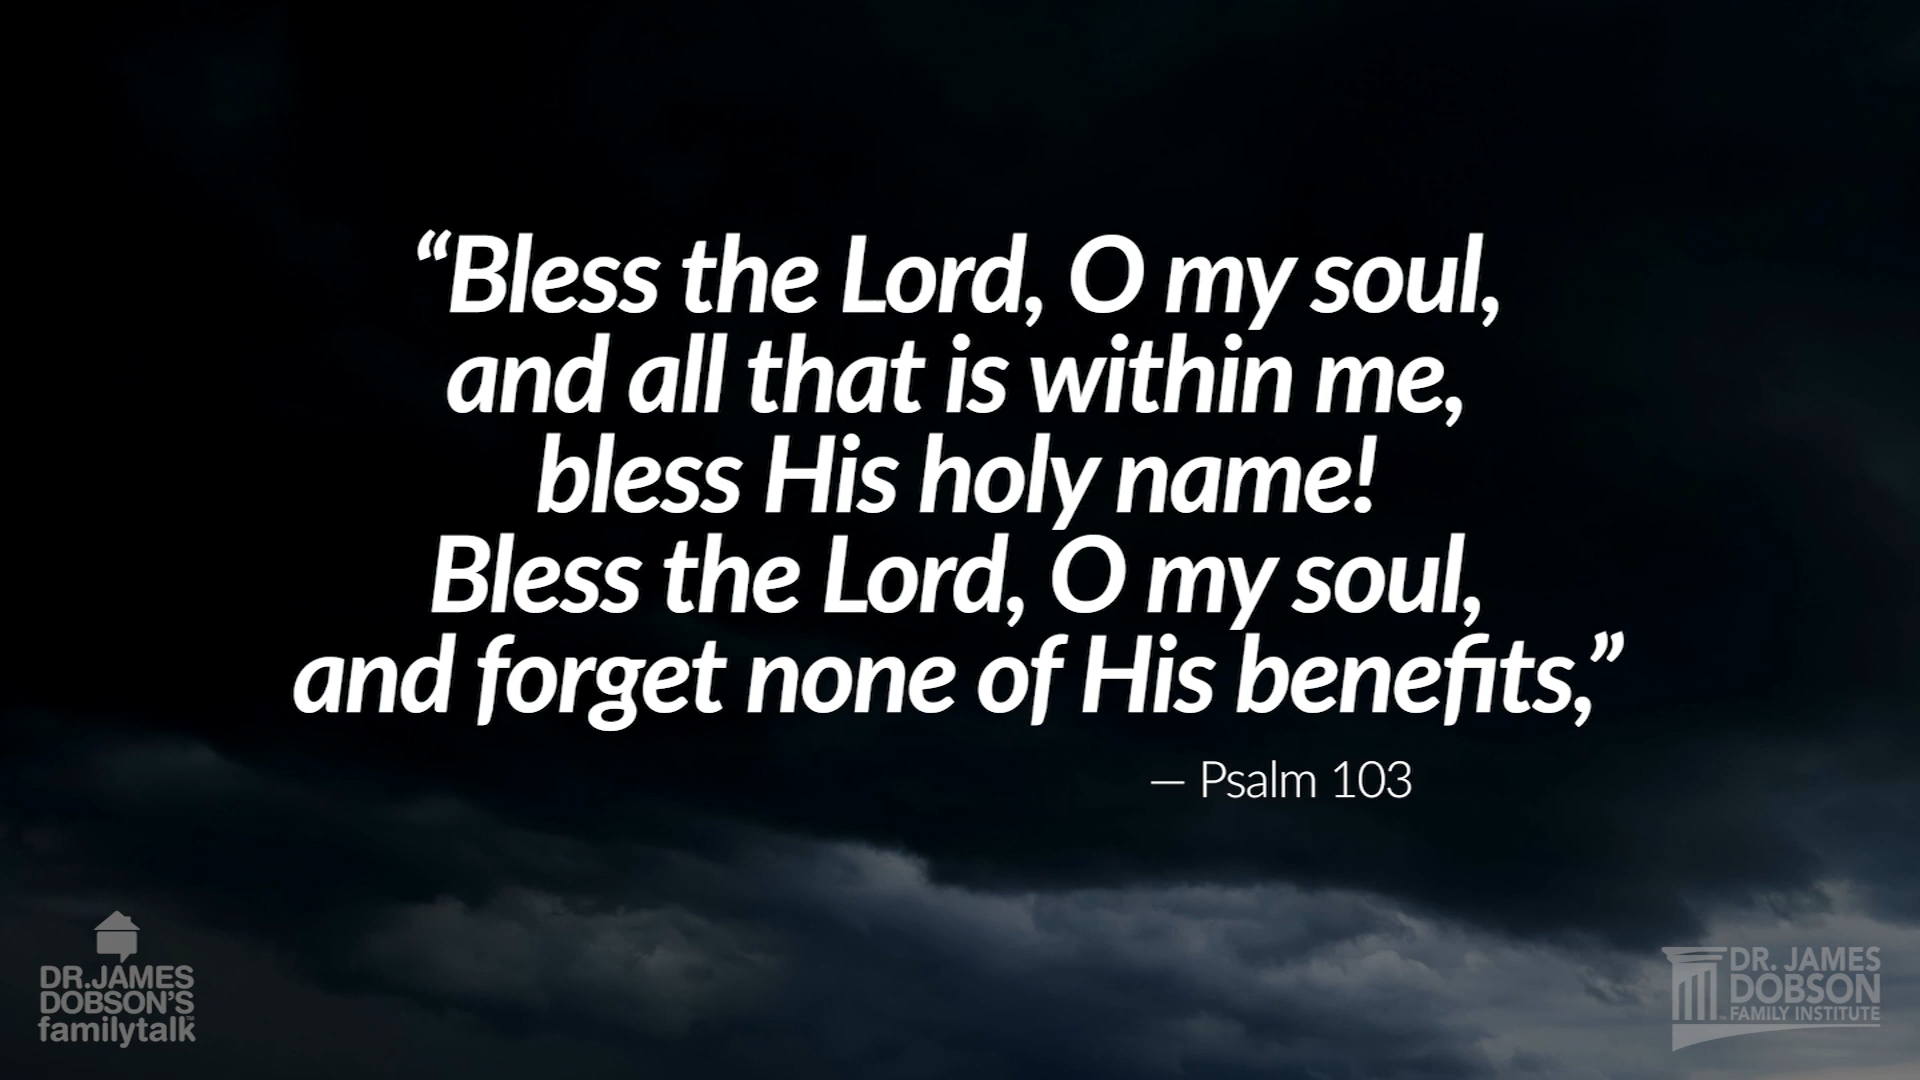 “Bless the Lord, O my soul,
and all that is within me,
bless His holy name!
Bless the Lord, O my soul,
and forget none of His benefits,”
— Psalm 103
DR. JAMES
DOBSON'S
familytalk™
DR. JAMES
DOBSON
FAMILY INSTITUTE